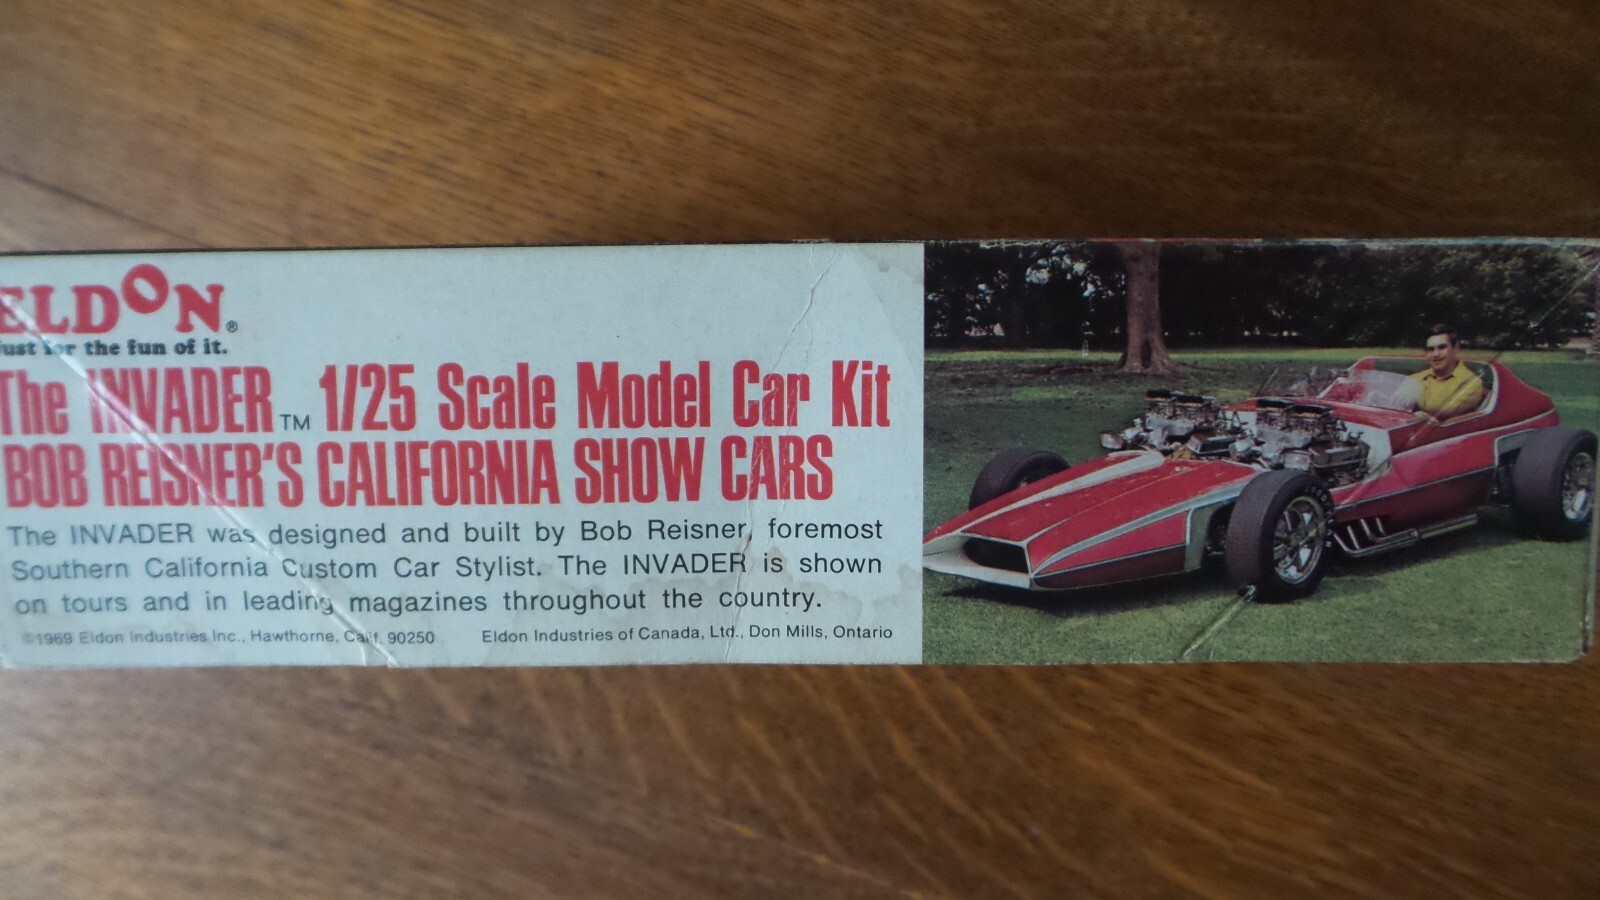 ELDON®
Just for the fun of it.
The INVADER™ 1/25 Scale Model Car Kit
BOB REISNER'S CALIFORNIA SHOW CARS
The INVADER was designed and built by Bob Reisner, foremost
Southern California Custom Car Stylist. The INVADER is shown
on tours and in leading magazines throughout the country.
©1969 Eldon Industries Inc., Hawthorne, Calif. 90250 Eldon Industries of Canada, Ltd., Don Mills, Ontario